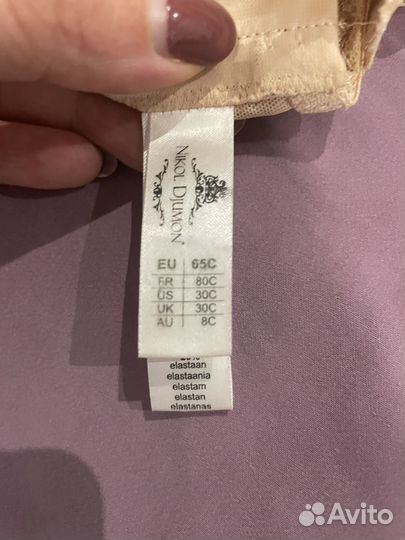 NIKOL DJUMON
EU 65C
FR 80C
US 30C
UK 30C
AU 8C
elastaan
elastaania
elastam
elastan
elastanas
Avito